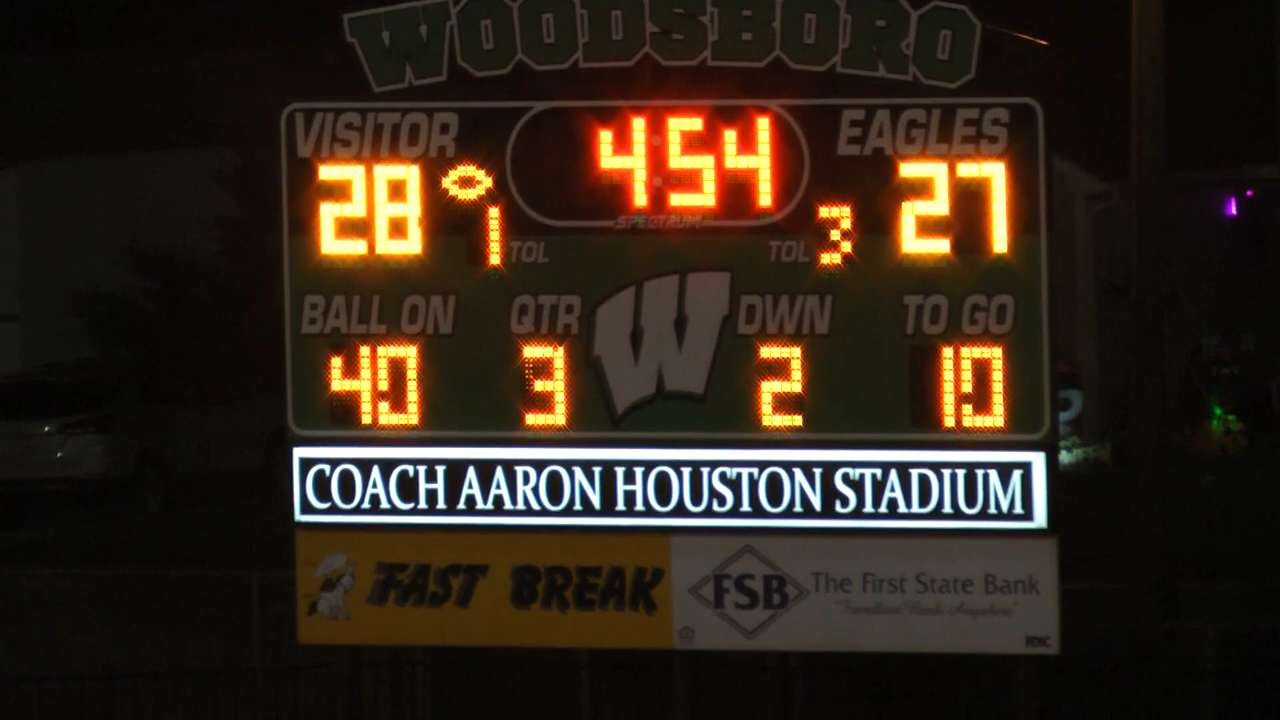 WOODSBORO
VISITOR 4:54 EAGLES
28 1 TOL SPECTRUM TOL 3 27
BALL ON QTR W DWN TO GO
40 3 2 10
COACH AARON HOUSTON STADIUM
FAST BREAK FSB The First State Bank